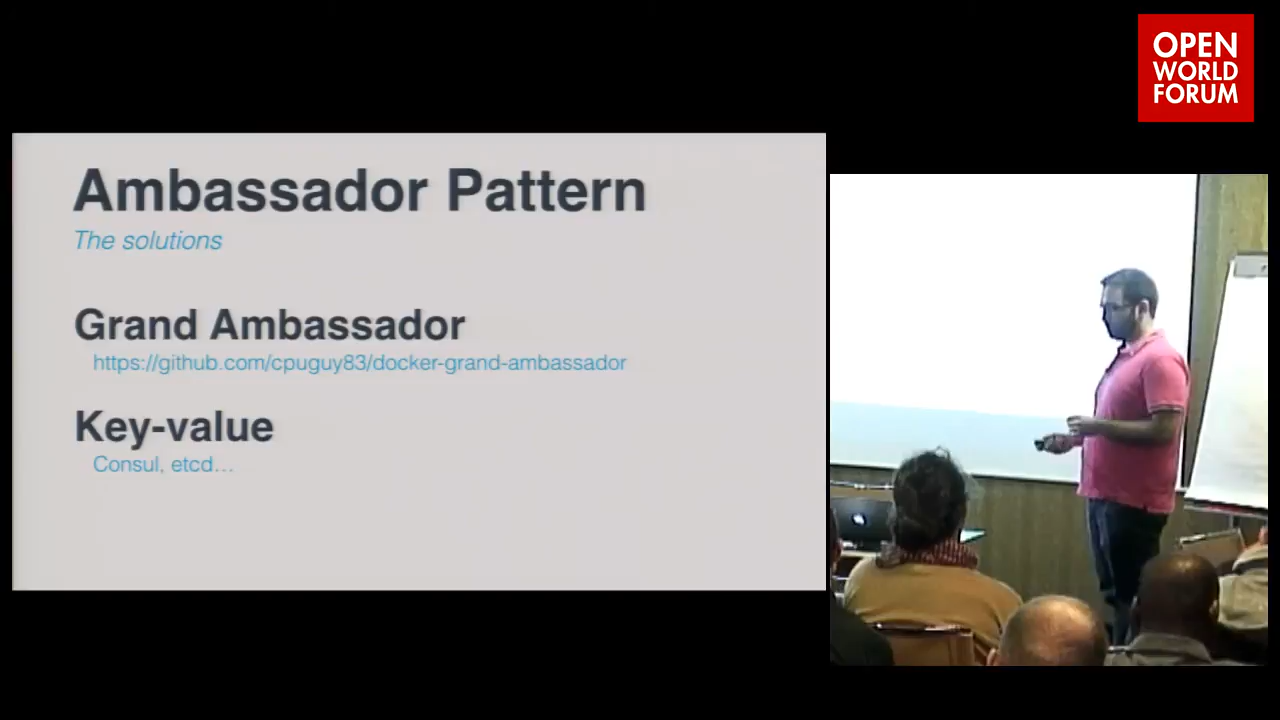 OPEN
WORLD
FORUM
Ambassador Pattern
The solutions
Grand Ambassador
https://github.com/cpuguy83/docker-grand-ambassador
Key-value
Consul, etcd...